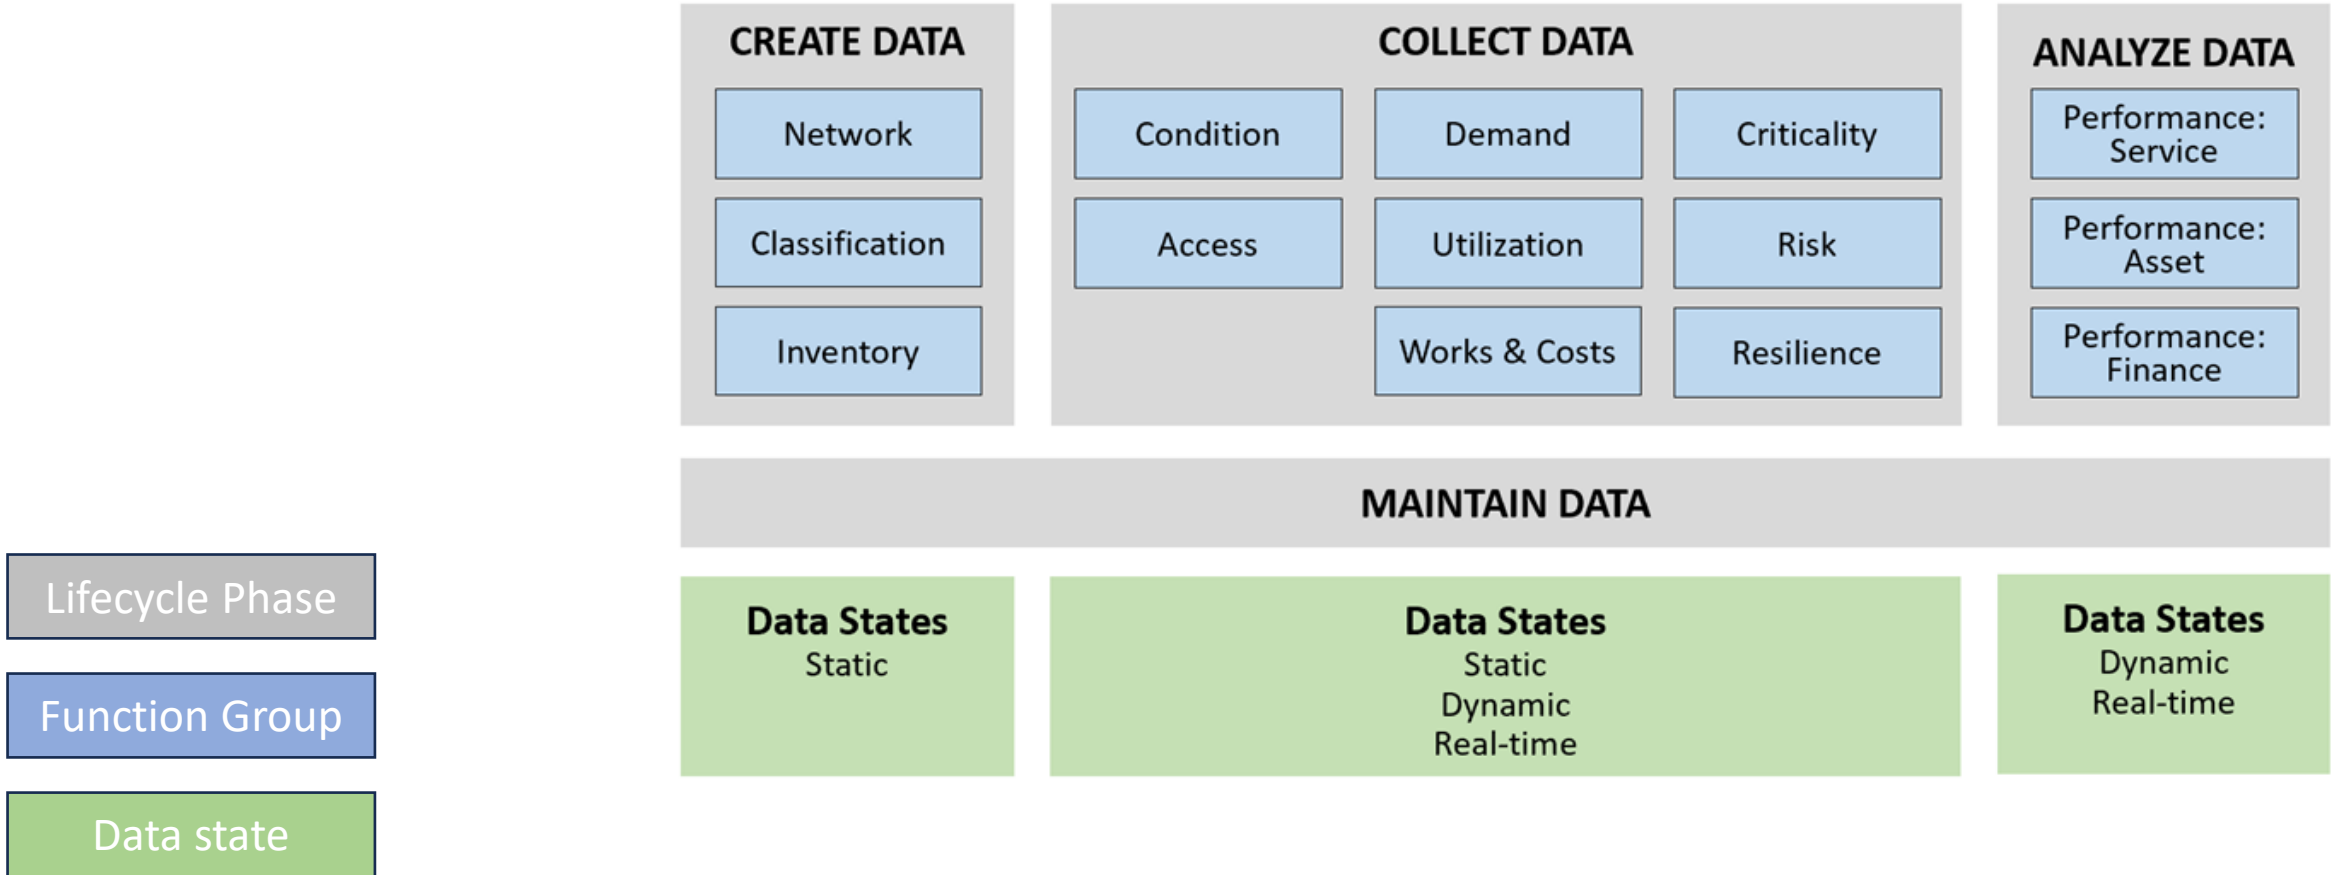 CREATE DATA
Network
Classification
Inventory
COLLECT DATA
Condition
Demand
Criticality
Access
Utilization
Risk
Works & Costs
Resilience
ANALYZE DATA
Performance:
Service
Performance:
Asset
Performance:
Finance
MAINTAIN DATA
Data States
Static
Data States
Static
Dynamic
Real-time
Data States
Dynamic
Real-time
Lifecycle Phase
Function Group
Data state